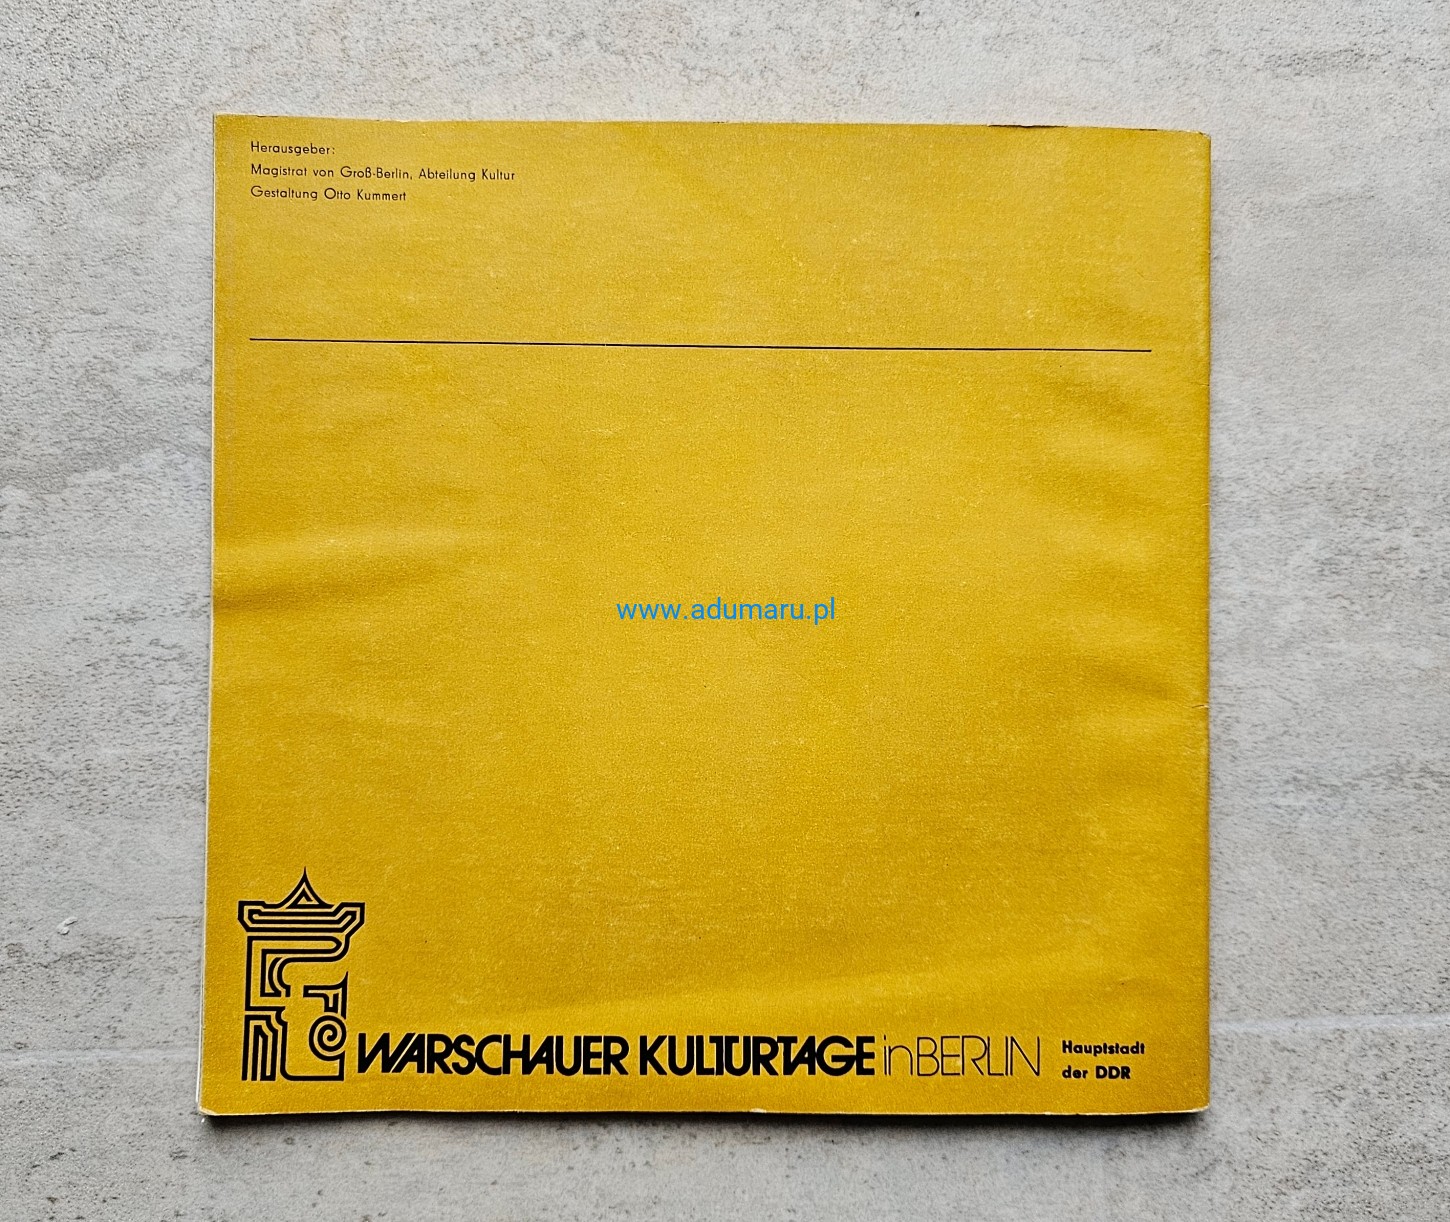 Herausgeber:
Magistrat von Groß-Berlin, Abteilung Kultur
Gestaltung Otto Kummert
www.adumaru.pl
WARSCHAUER KULTURTAGE in BERLIN Hauptstadt
der DDR